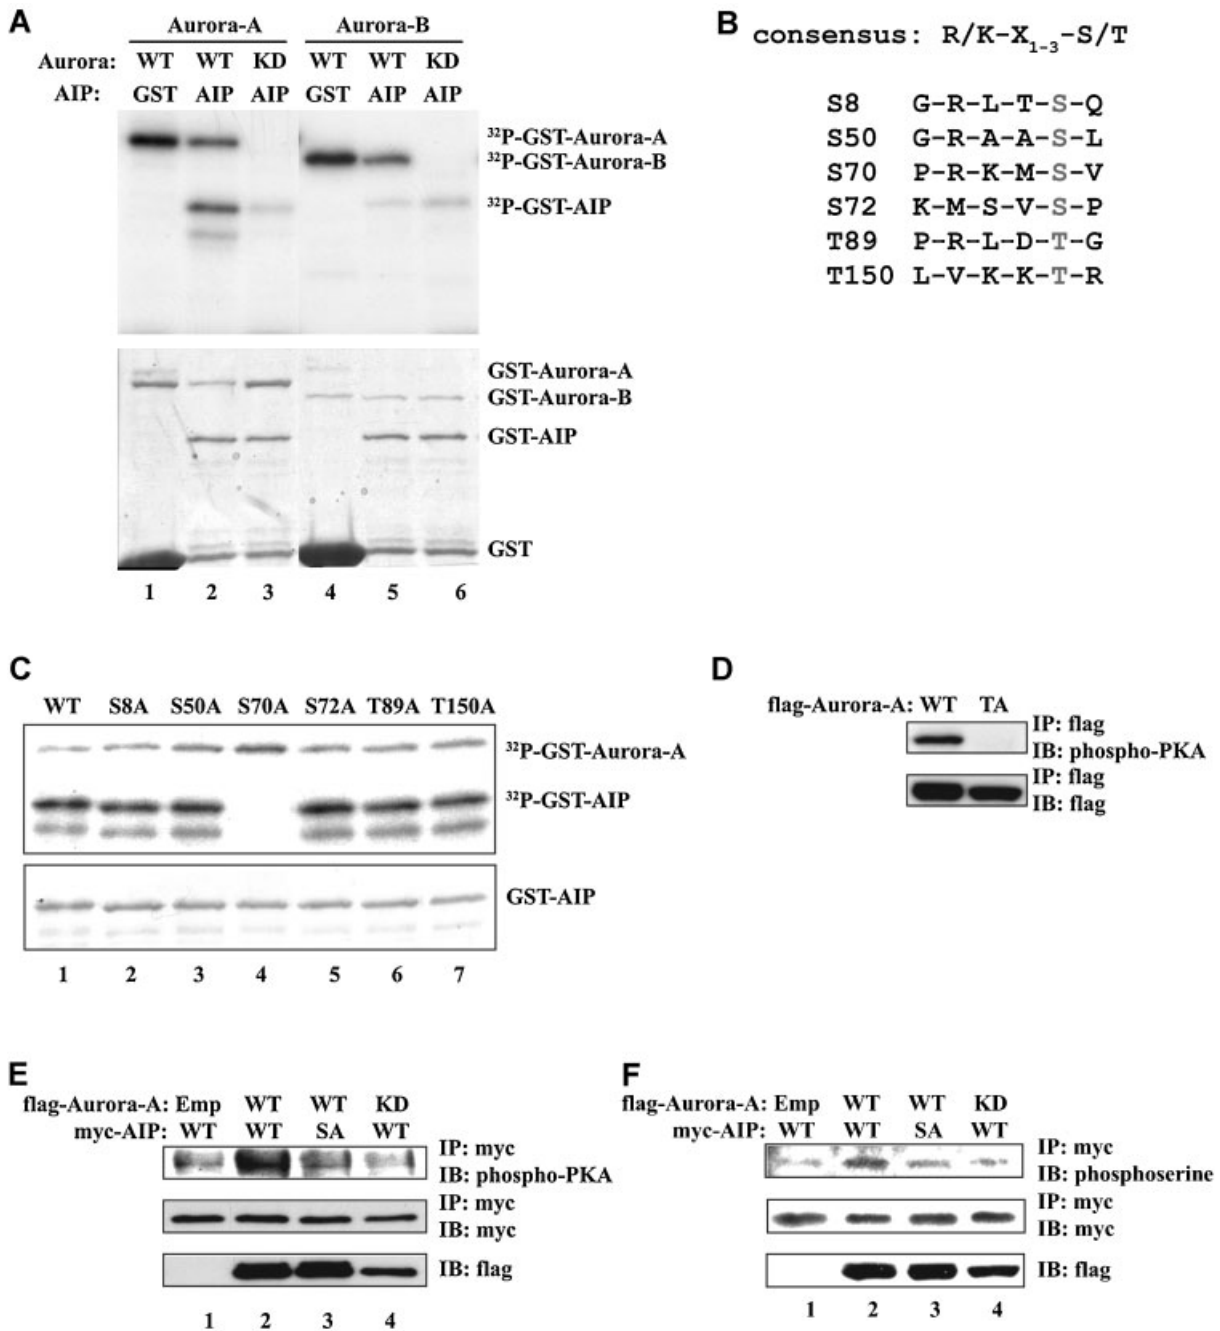 A
Aurora-A Aurora-B
Aurora: WT WT KD WT WT KD
AIP: GST AIP AIP GST AIP AIP
32P-GST-Aurora-A
32P-GST-Aurora-B
32P-GST-AIP
GST-Aurora-A
GST-Aurora-B
GST-AIP
GST
1 2 3 4 5 6
B
consensus: R/K-X1-3-S/T
S8 G-R-L-T-S-Q
S50 G-R-A-A-S-L
S70 P-R-K-M-S-V
S72 K-M-S-V-S-P
T89 P-R-L-D-T-G
T150 L-V-K-K-T-R
C
WT S8A S50A S70A S72A T89A T150A
32P-GST-Aurora-A
32P-GST-AIP
GST-AIP
1 2 3 4 5 6 7
D
flag-Aurora-A: WT TA
IP: flag
IB: phospho-PKA
IP: flag
IB: flag
E
flag-Aurora-A: Emp WT WT KD
myc-AIP: WT WT SA WT
IP: myc
IB: phospho-PKA
IP: myc
IB: myc
IB: flag
1 2 3 4
F
flag-Aurora-A: Emp WT WT KD
myc-AIP: WT WT SA WT
IP: myc
IB: phosphoserine
IP: myc
IB: myc
IB: flag
1 2 3 4